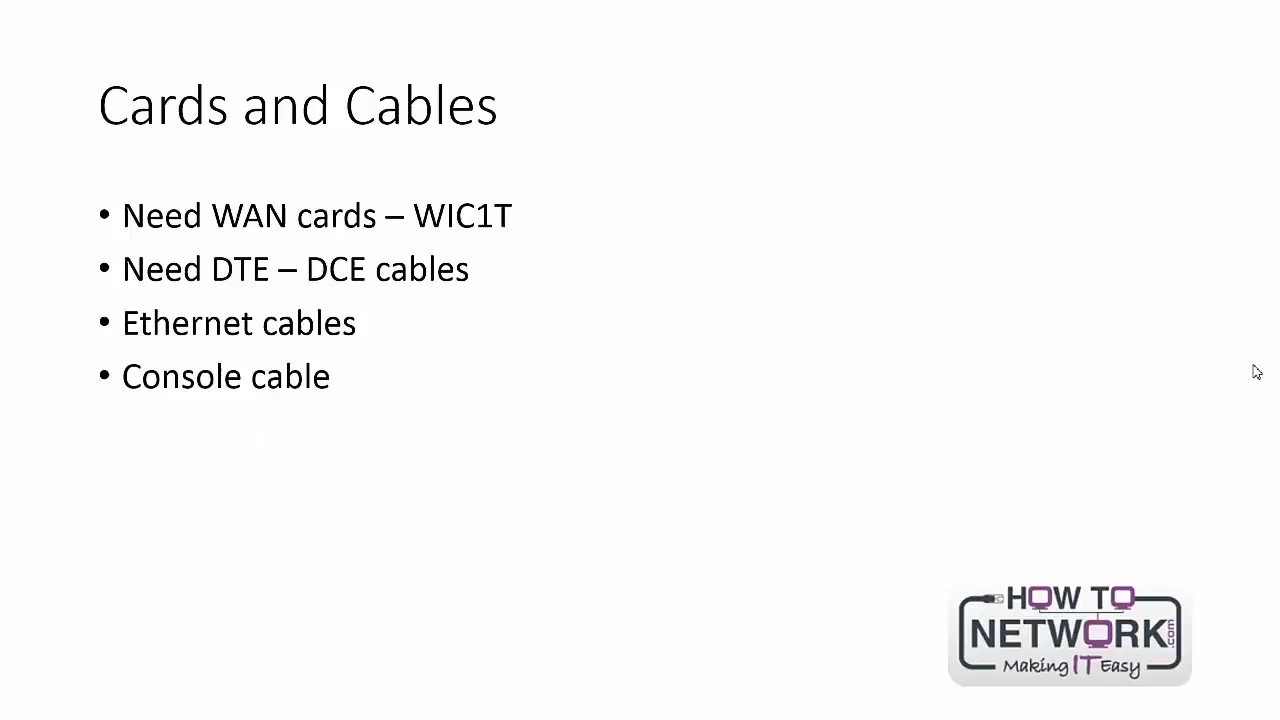 Cards and Cables
• Need WAN cards – WIC1T
• Need DTE – DCE cables
• Ethernet cables
• Console cable
HOW TO
NETWORK.com
Making IT Easy